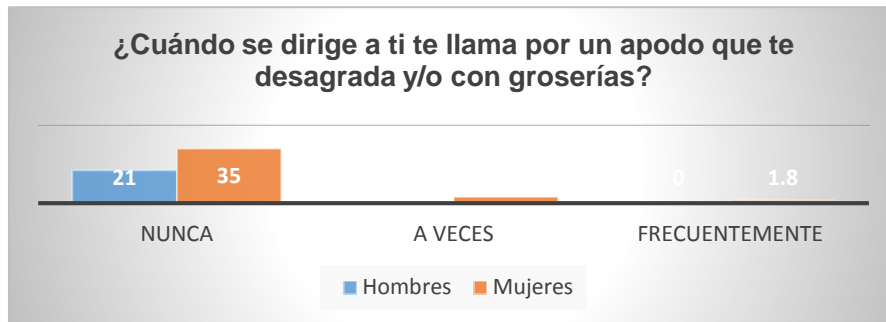 ¿Cuándo se dirige a ti te llama por un apodo que te
desagrada y/o con groserías?
21 35 0 1.8
NUNCA A VECES FRECUENTEMENTE
Hombres Mujeres